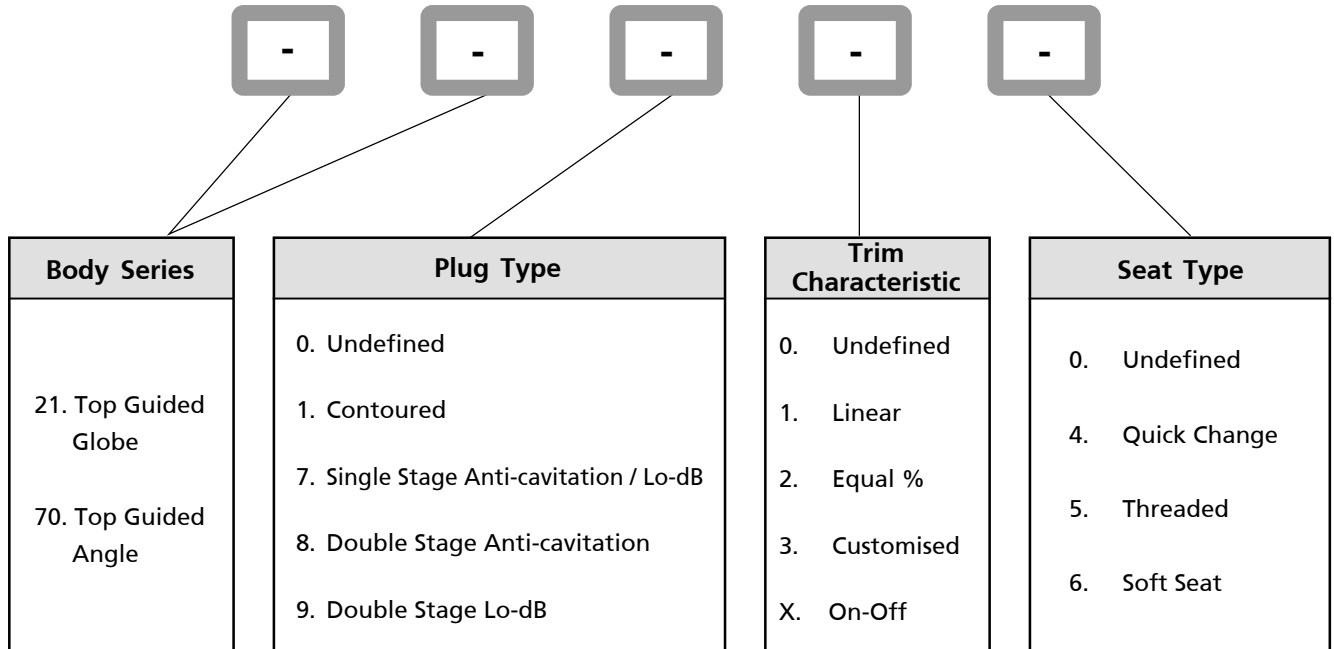 - - - - -
Body Series
21. Top Guided
Globe
70. Top Guided
Angle
Plug Type
0. Undefined
1. Contoured
7. Single Stage Anti-cavitation / Lo-dB
8. Double Stage Anti-cavitation
9. Double Stage Lo-dB
Trim
Characteristic
0. Undefined
1. Linear
2. Equal %
3. Customised
X. On-Off
Seat Type
0. Undefined
4. Quick Change
5. Threaded
6. Soft Seat